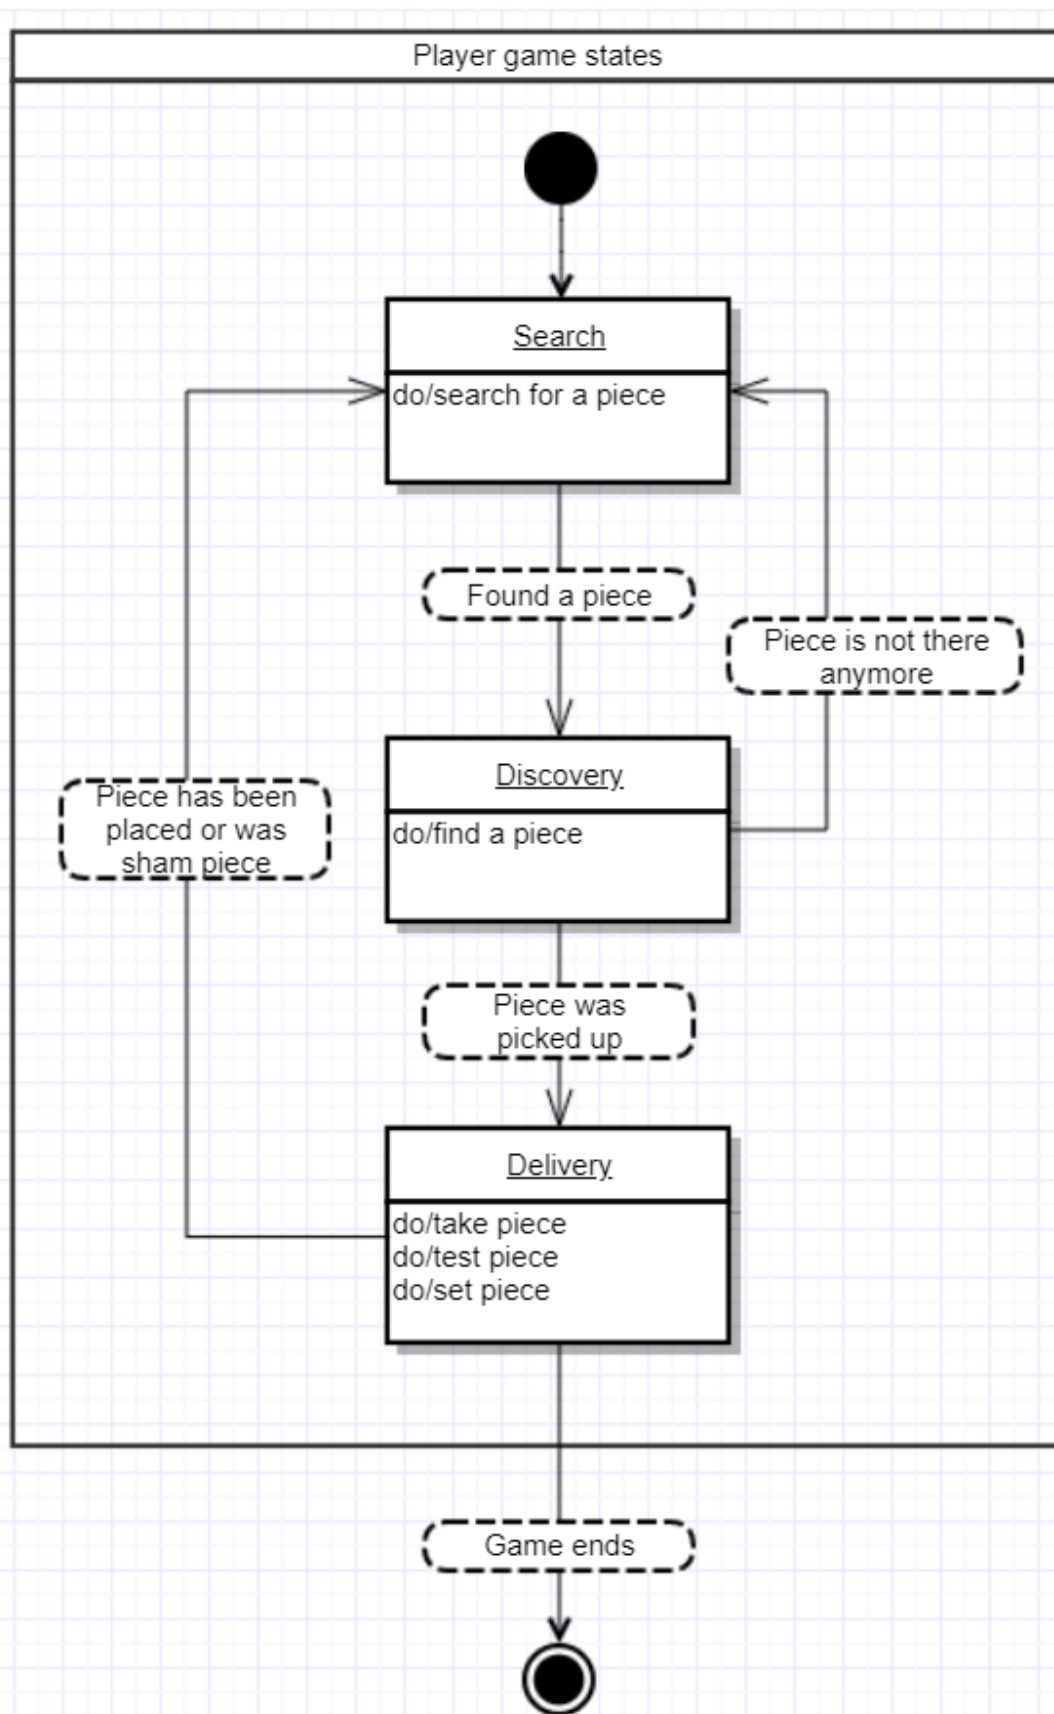 Player game states
Search
do/search for a piece
Found a piece
Piece is not there
anymore
Discovery
do/find a piece
Piece has been
placed or was
sham piece
Piece was
picked up
Delivery
do/take piece
do/test piece
do/set piece
Game ends